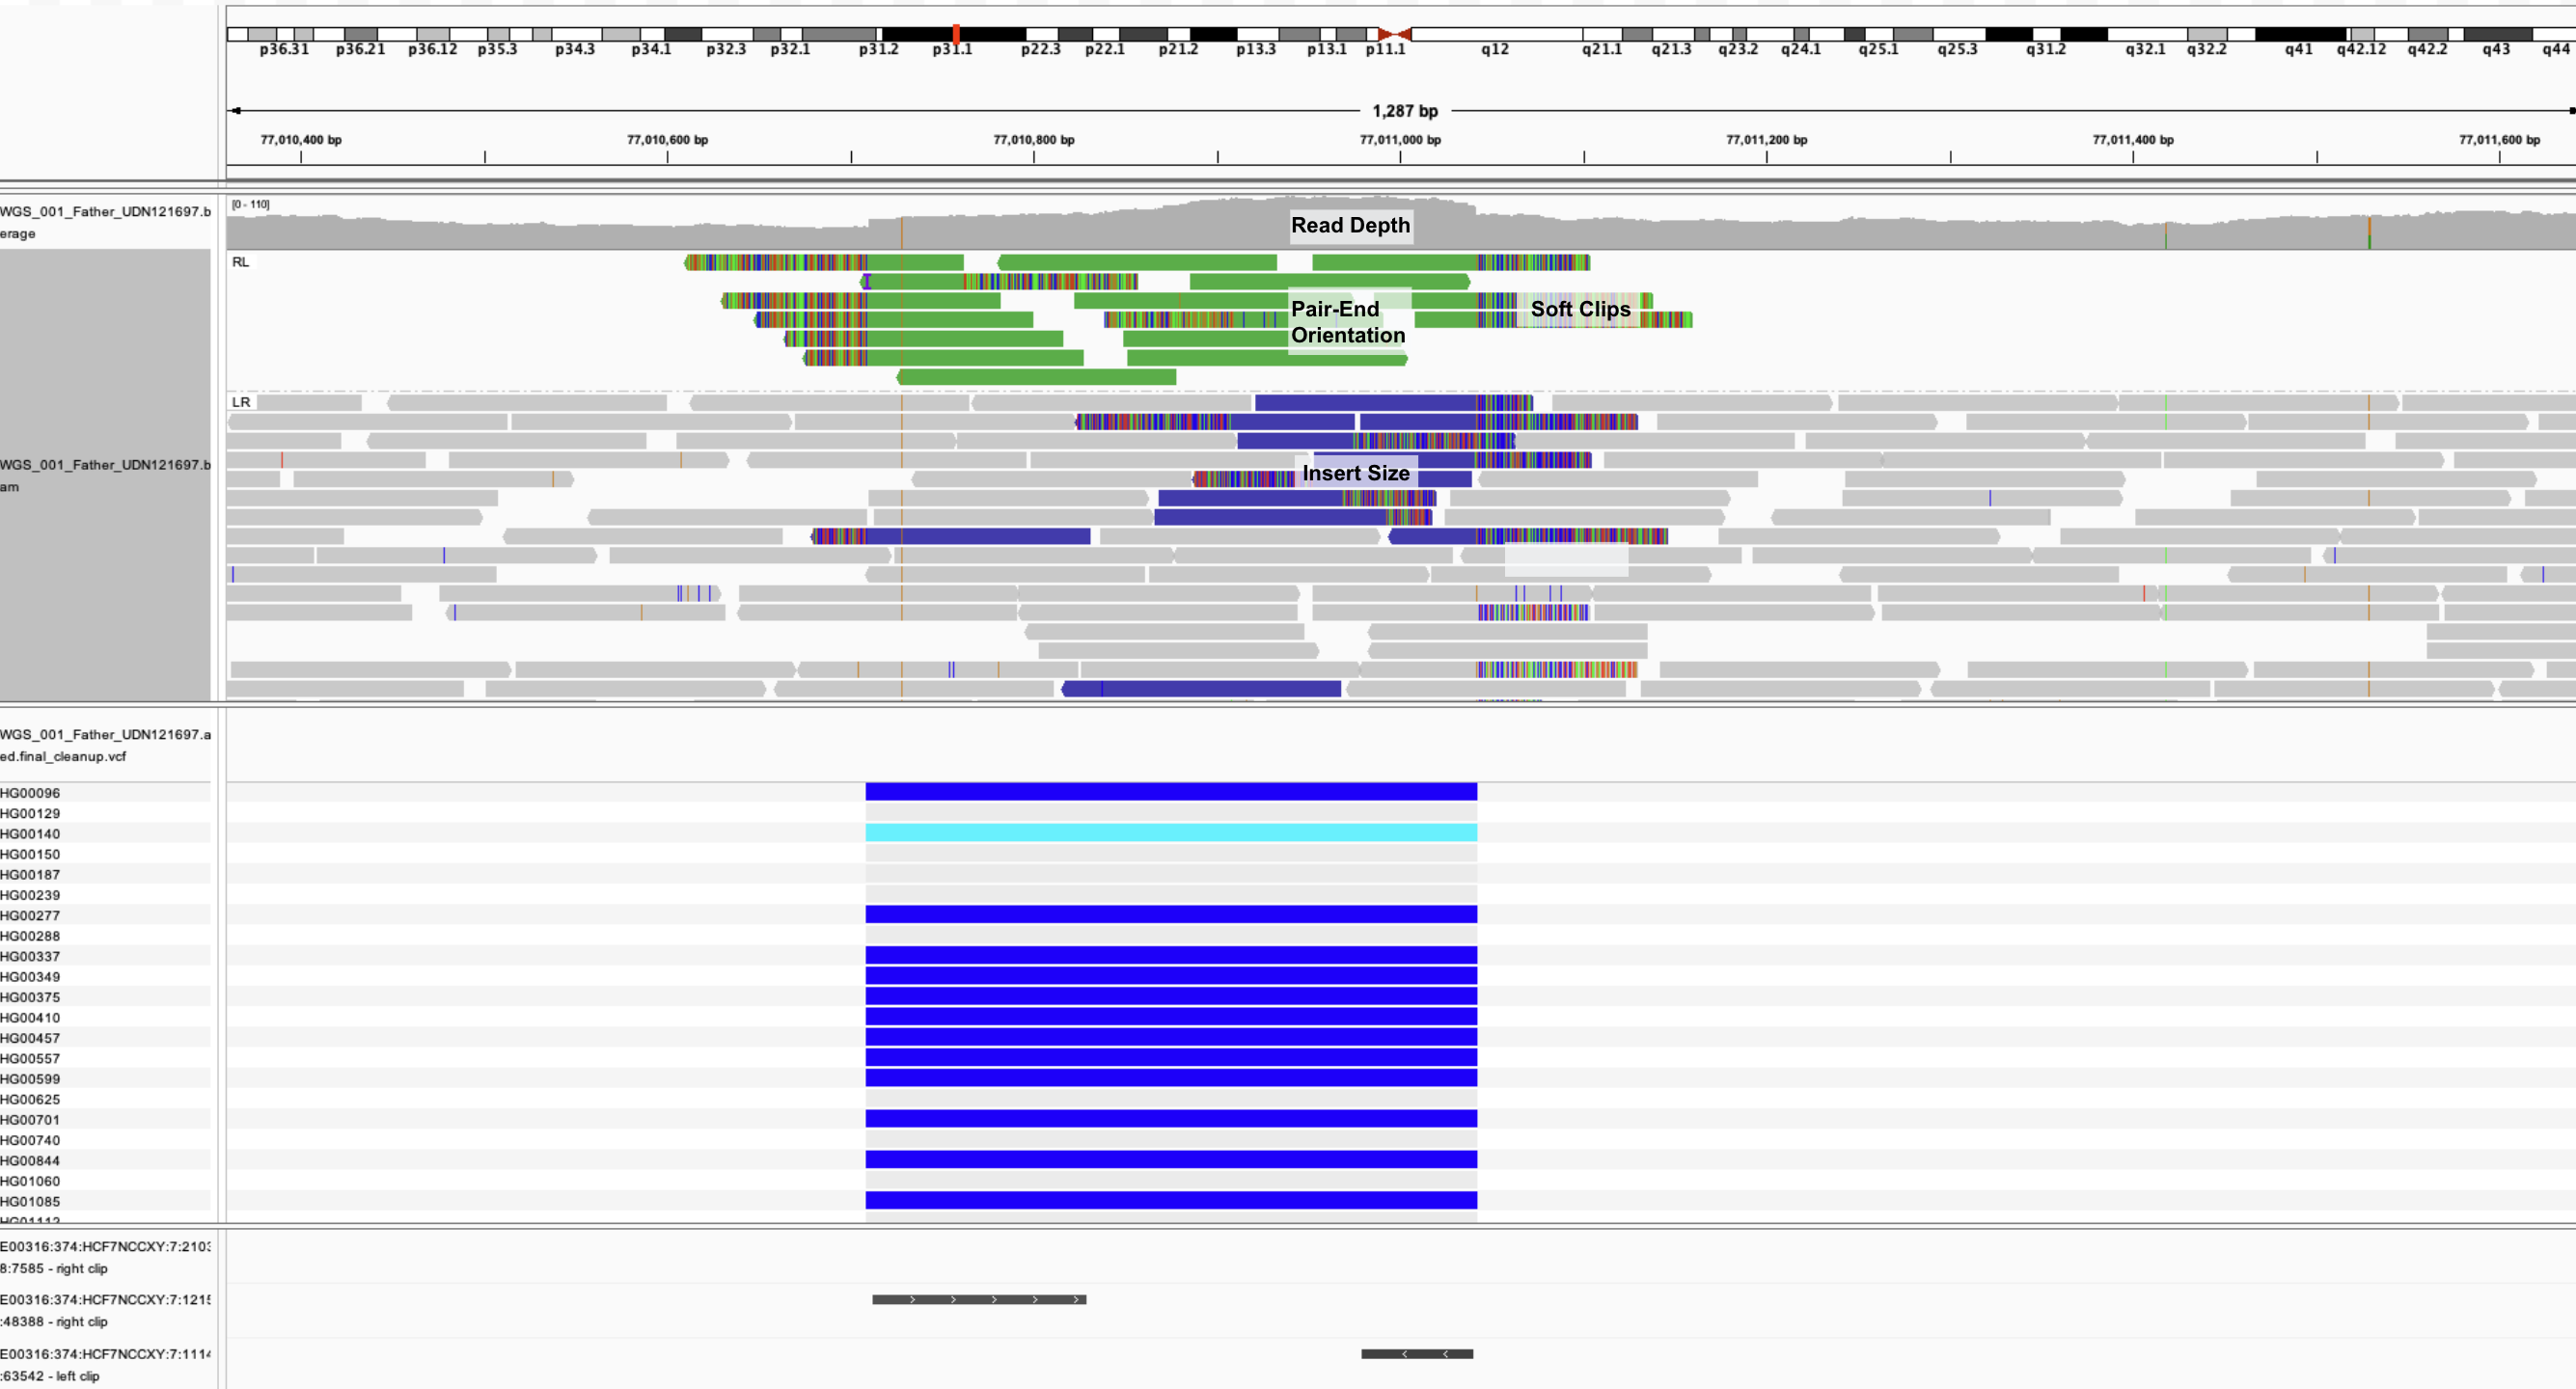 p36.31 p36.21 p36.12 p35.3 p34.3 p34.1 p32.3 p32.1 p31.2 p31.1 p22.3 p22.1 p21.2 p13.3 p13.1 p11.1 q12 q21.1 q21.3 q23.2 q24.1 q25.1 q25.3 q31.2 q32.1 q32.2 q41 q42.12 q42.2 q43 q44
1,287 bp
77,010,400 bp 77,010,600 bp 77,010,800 bp 77,011,000 bp 77,011,200 bp 77,011,400 bp 77,011,600 bp
WGS_001_Father_UDN121697.b
erage
[0 - 110]
Read Depth
RL
Pair-End
Orientation
Soft Clips
LR
WGS_001_Father_UDN121697.b
am
Insert Size
WGS_001_Father_UDN121697.a
ed.final_cleanup.vcf
HG00096
HG00129
HG00140
HG00150
HG00187
HG00239
HG00277
HG00288
HG00337
HG00349
HG00375
HG00410
HG00457
HG00557
HG00599
HG00625
HG00701
HG00740
HG00844
HG01060
HG01085
E00316:374:HCF7NCCXY:7:2103
8:7585 - right clip
E00316:374:HCF7NCCXY:7:1215
:48388 - right clip
E00316:374:HCF7NCCXY:7:1114
:63542 - left clip